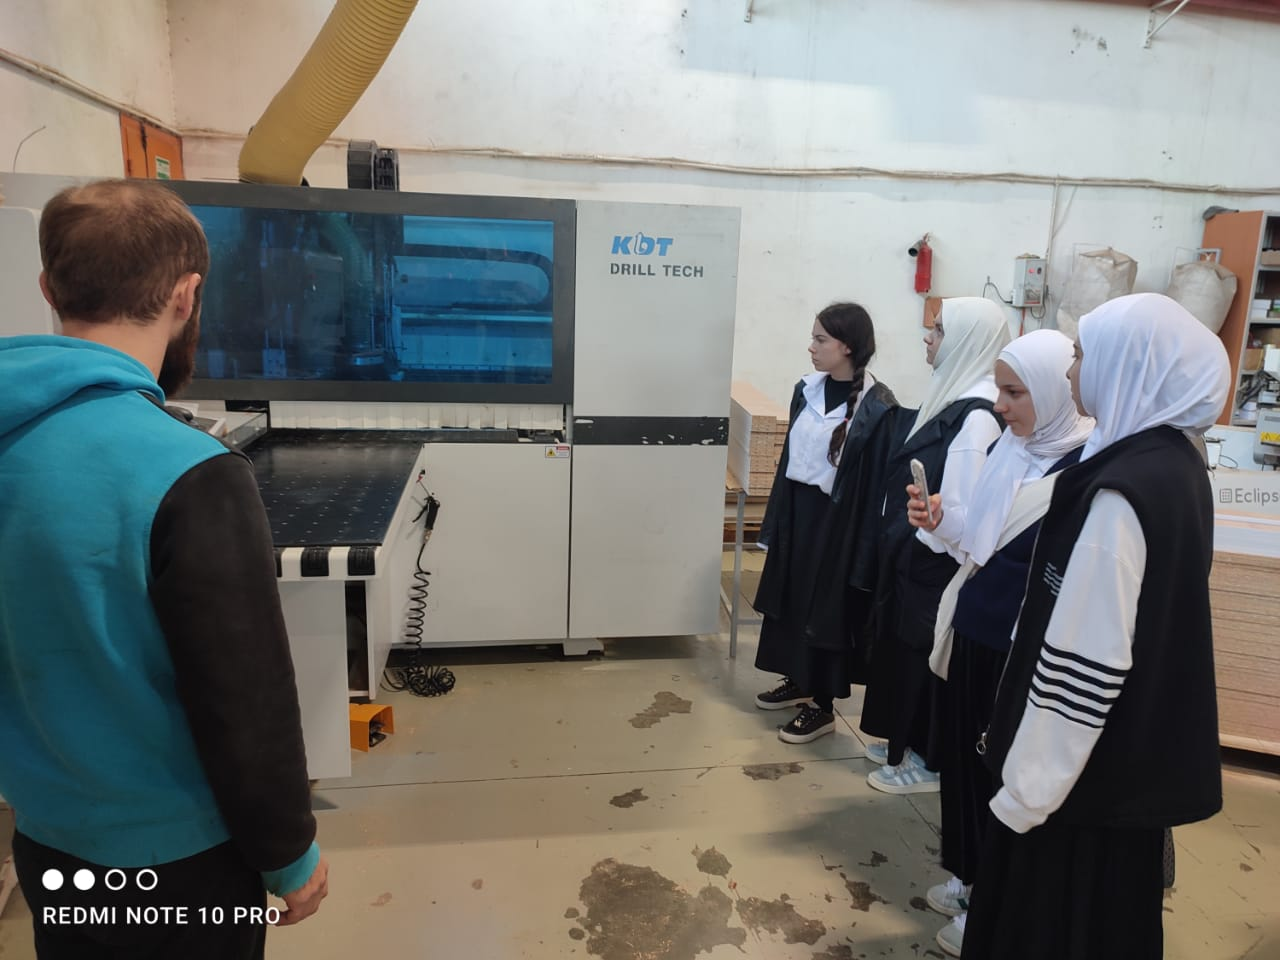 KDT
DRILL TECH
Eclips
REDMI NOTE 10 PRO